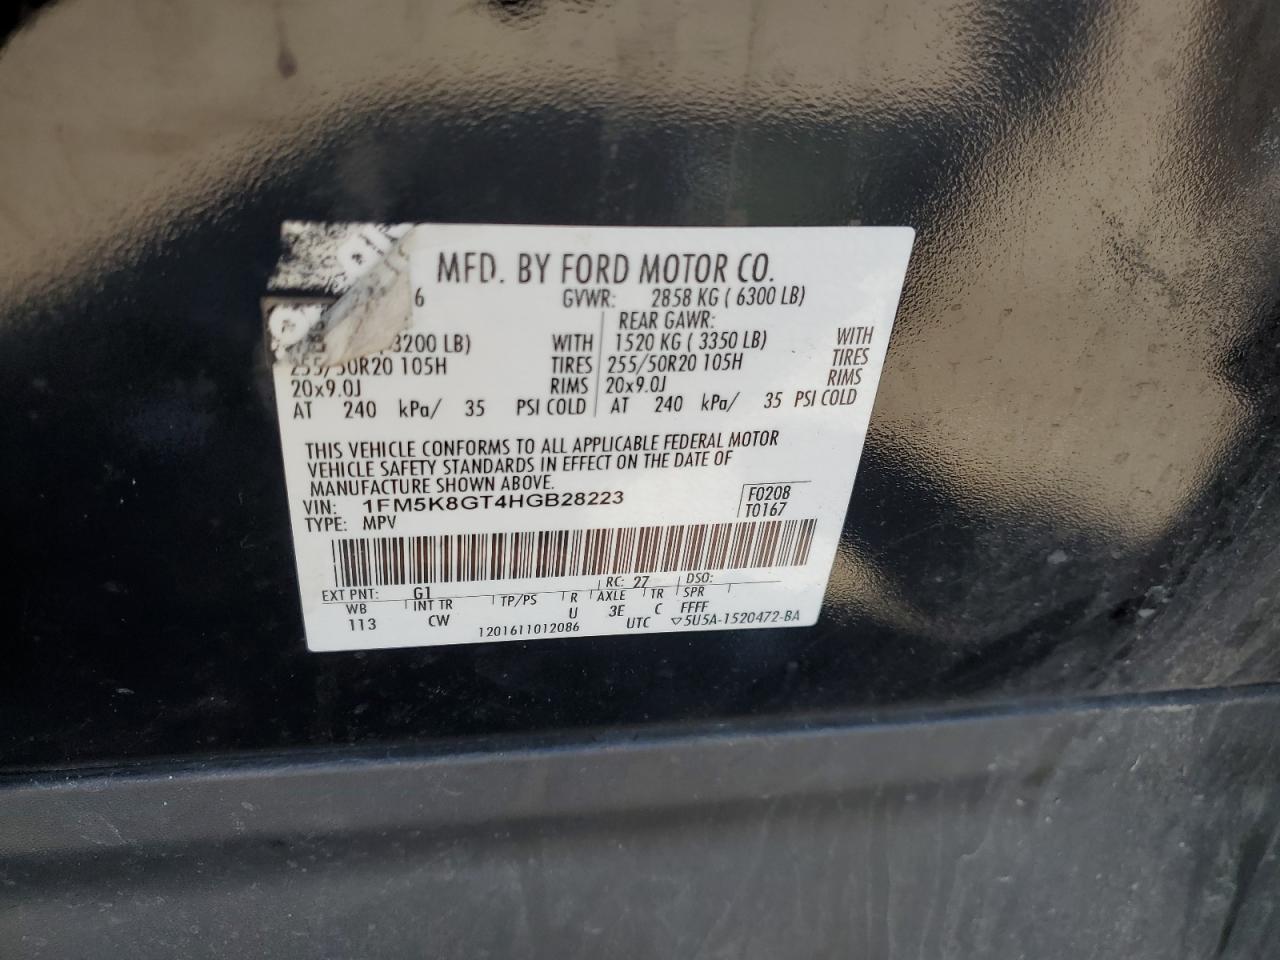 MFD. BY FORD MOTOR CO.
6 GVWR: 2858 KG ( 6300 LB)
REAR GAWR:
3200 LB) WITH 1520 KG ( 3350 LB) WITH
255/50R20 105H TIRES 255/50R20 105H TIRES
20x9.0J RIMS 20x9.0J RIMS
AT 240 kPa/ 35 PSI COLD AT 240 kPa/ 35 PSI COLD
THIS VEHICLE CONFORMS TO ALL APPLICABLE FEDERAL MOTOR
VEHICLE SAFETY STANDARDS IN EFFECT ON THE DATE OF
MANUFACTURE SHOWN ABOVE.
VIN: 1FM5K8GT4HGB28223 F0208
TYPE: MPV T0167
EXT PNT: G1 RC: 27 DSO:
WB INT TR TP/PS R AXLE TR SPR
113 CW U 3E C FFFF
1201611012086 UTC ▽5U5A-1520472-BA